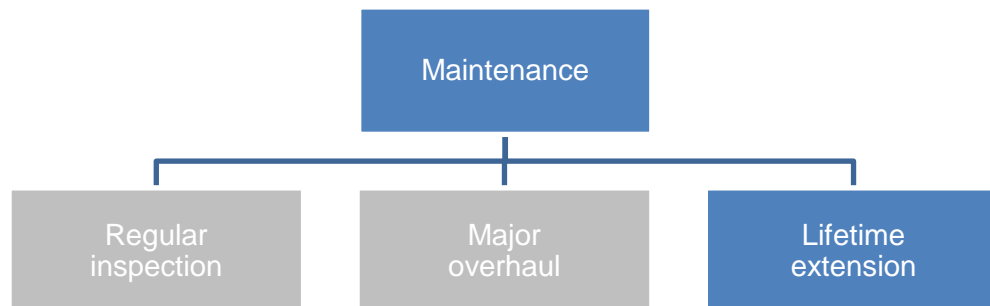 Maintenance
Regular
inspection
Major
overhaul
Lifetime
extension